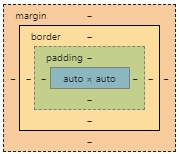 margin –
border –
padding –
– – – auto × auto – – –
–
–
–